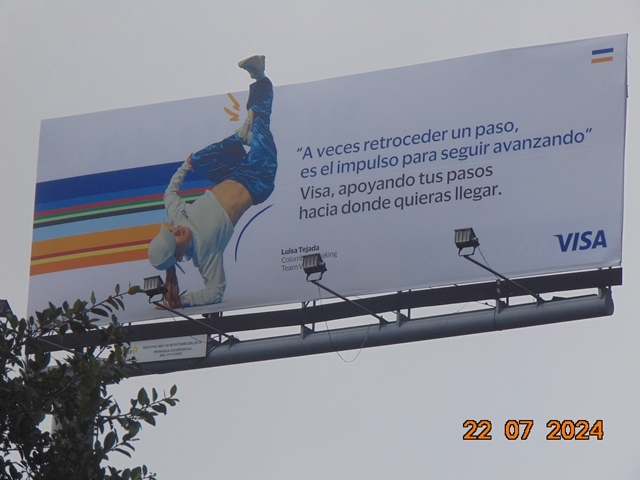 “A veces retroceder un paso,
es el impulso para seguir avanzando”
Visa, apoyando tus pasos
hacia donde quieras llegar.
Luisa Tejada
Team
VISA
22 07 2024